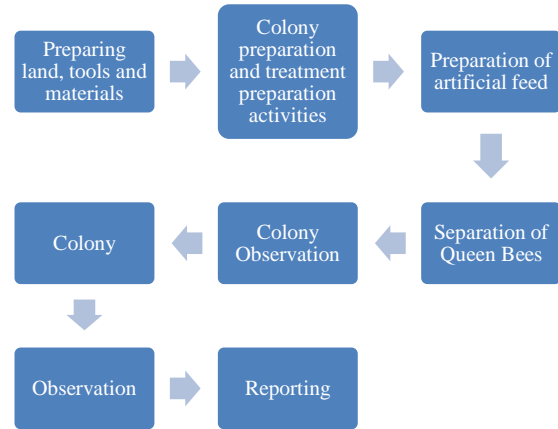 Preparing
land, tools and
materials
Colony
preparation
and treatment
preparation
activities
Preparation of
artificial feed
Separation of
Queen Bees
Colony
Observation
Colony
Observation
Reporting